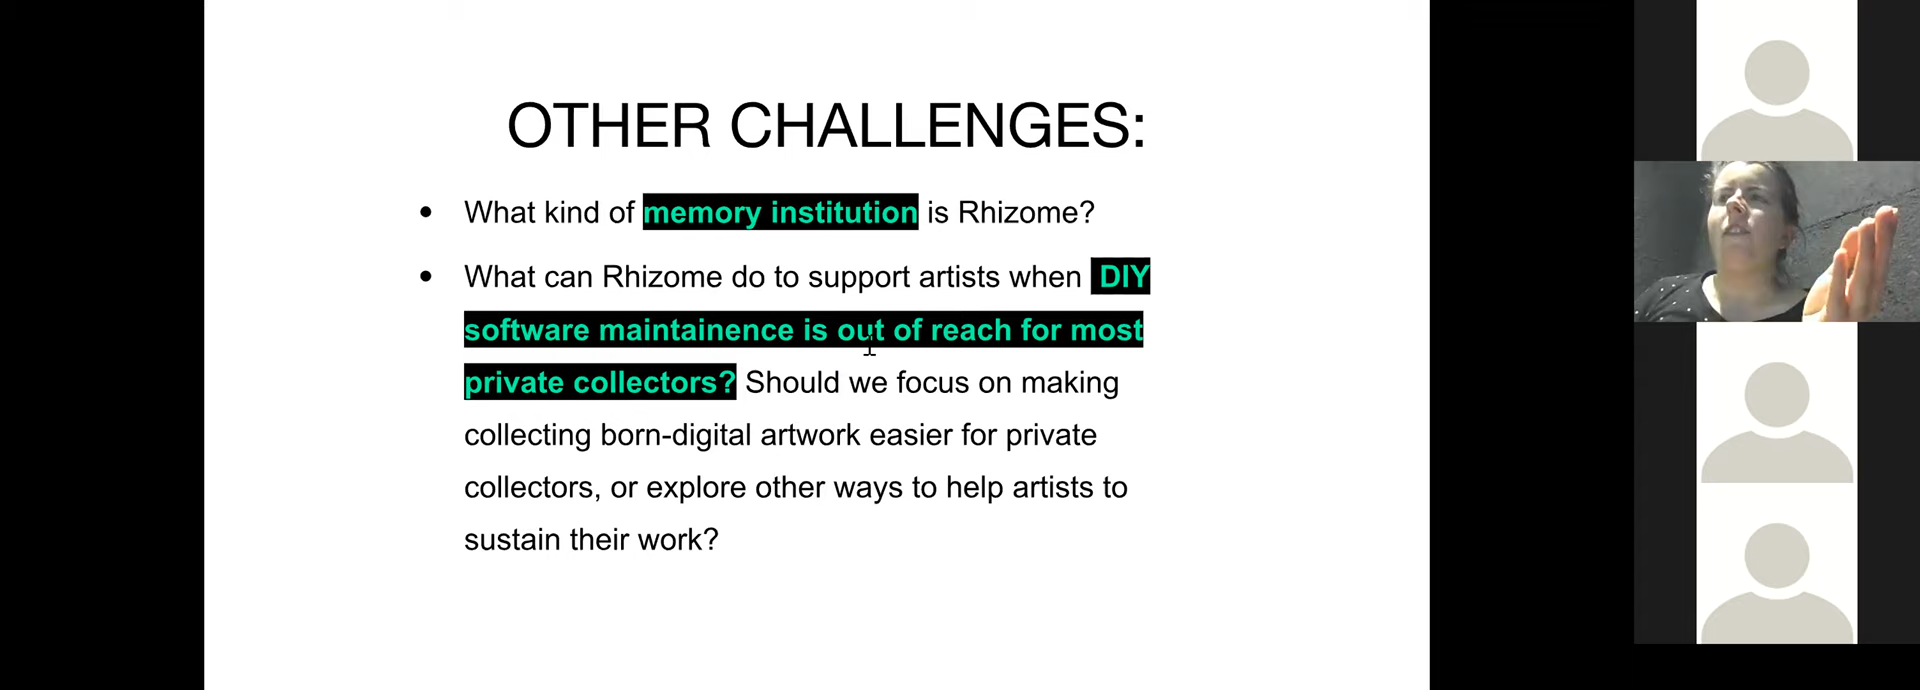 OTHER CHALLENGES:
• What kind of memory institution is Rhizome?
• What can Rhizome do to support artists when DIY
software maintainence is out of reach for most
private collectors? Should we focus on making
collecting born-digital artwork easier for private
collectors, or explore other ways to help artists to
sustain their work?